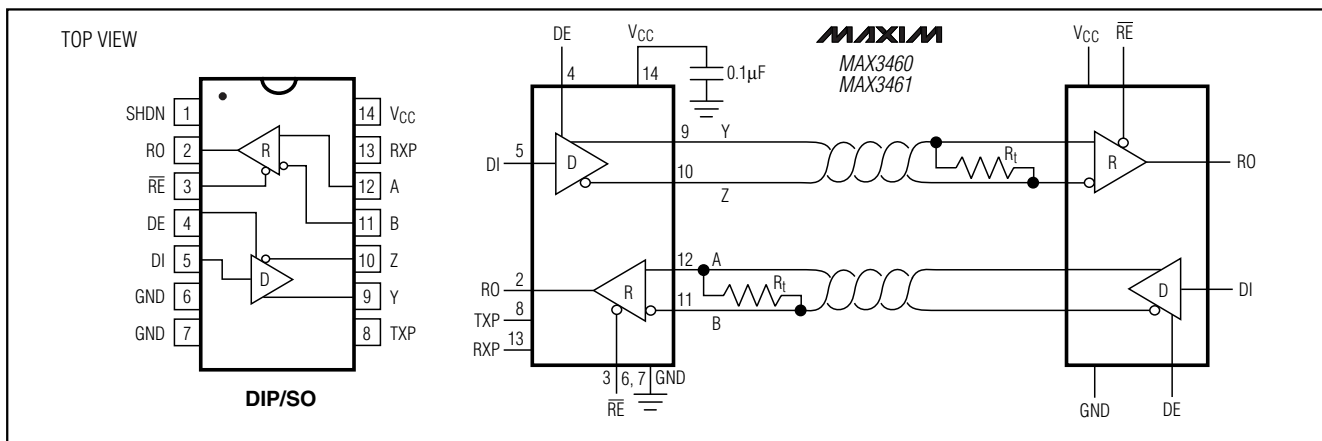 TOP VIEW
SHDN 1
RO 2
RE 3
DE 4
DI 5
GND 6
GND 7
14 VCC
13 RXP
12 A
11 B
10 Z
9 Y
8 TXP
R
D
DIP/SO
DE
4
VCC
14
0.1µF
MAXIM
MAX3460
MAX3461
VCC
RE
DI 5
D
9 Y
10
Z
Rt
R
RO
RO 2
TXP 8
RXP 13
R
12 A
11
B
Rt
D
DI
3
RE
6, 7 GND
GND
DE